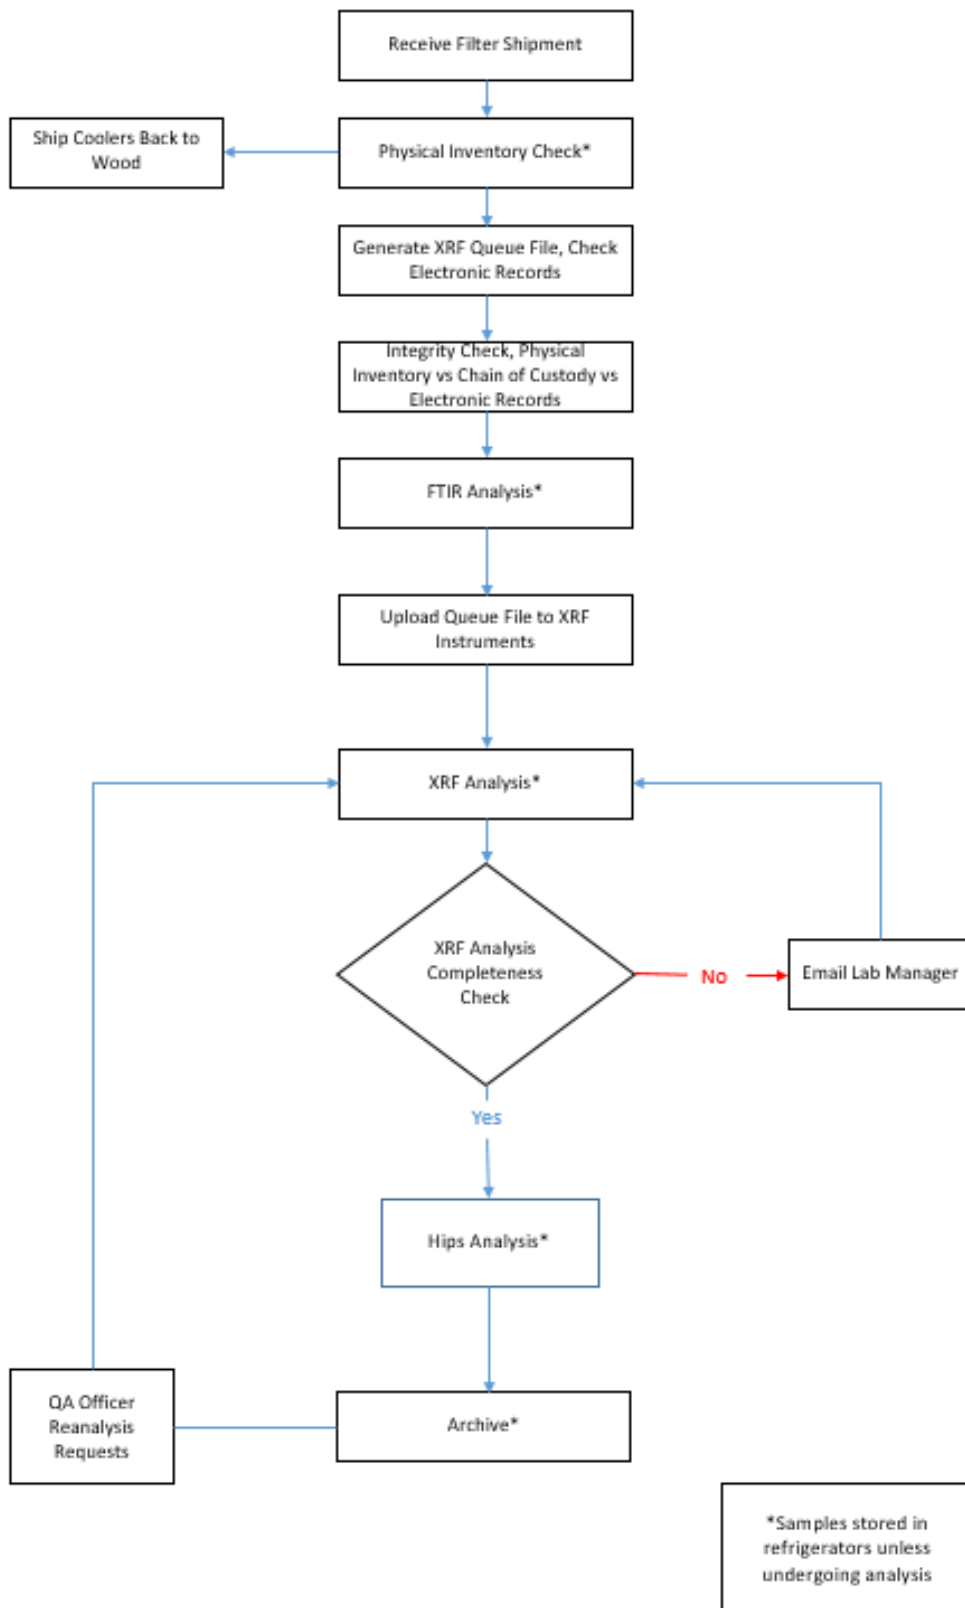 Receive Filter Shipment
Ship Coolers Back to
Wood
Physical Inventory Check*
Generate XRF Queue File, Check
Electronic Records
Integrity Check, Physical
Inventory vs Chain of Custody vs
Electronic Records
FTIR Analysis*
Upload Queue File to XRF
Instruments
XRF Analysis*
XRF Analysis
Completeness
Check
No
Email Lab Manager
Yes
Hips Analysis*
QA Officer
Reanalysis
Requests
Archive*
*Samples stored in
refrigerators unless
undergoing analysis